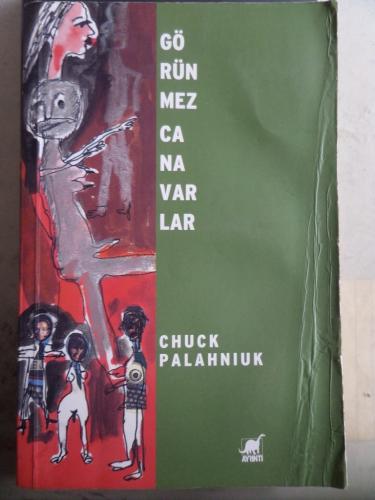 GÖ
RÜN
MEZ
CA
NA
VAR
LAR
CHUCK
PALAHNIUK
AYRINTI